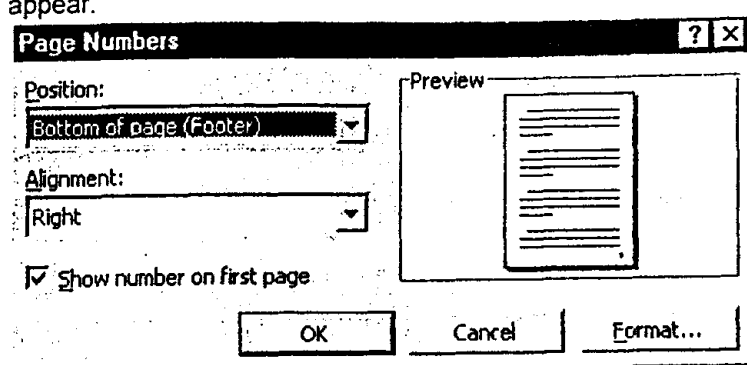 appear.
Page Numbers ? ×
Position:
Preview
Bottom of page (Footer)
Alignment:
Right
Show number on first page
OK Cancel Format...